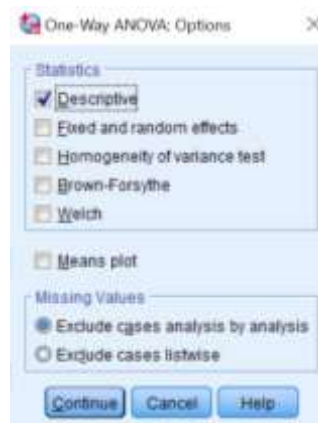 One-Way ANOVA: Options
Statistics
Descriptive
Fixed and random effects
Homogeneity of variance test
Brown-Forsythe
Welch
Means plot
Missing Values
Exclude cases analysis by analysis
Exclude cases listwise
Continue Cancel Help